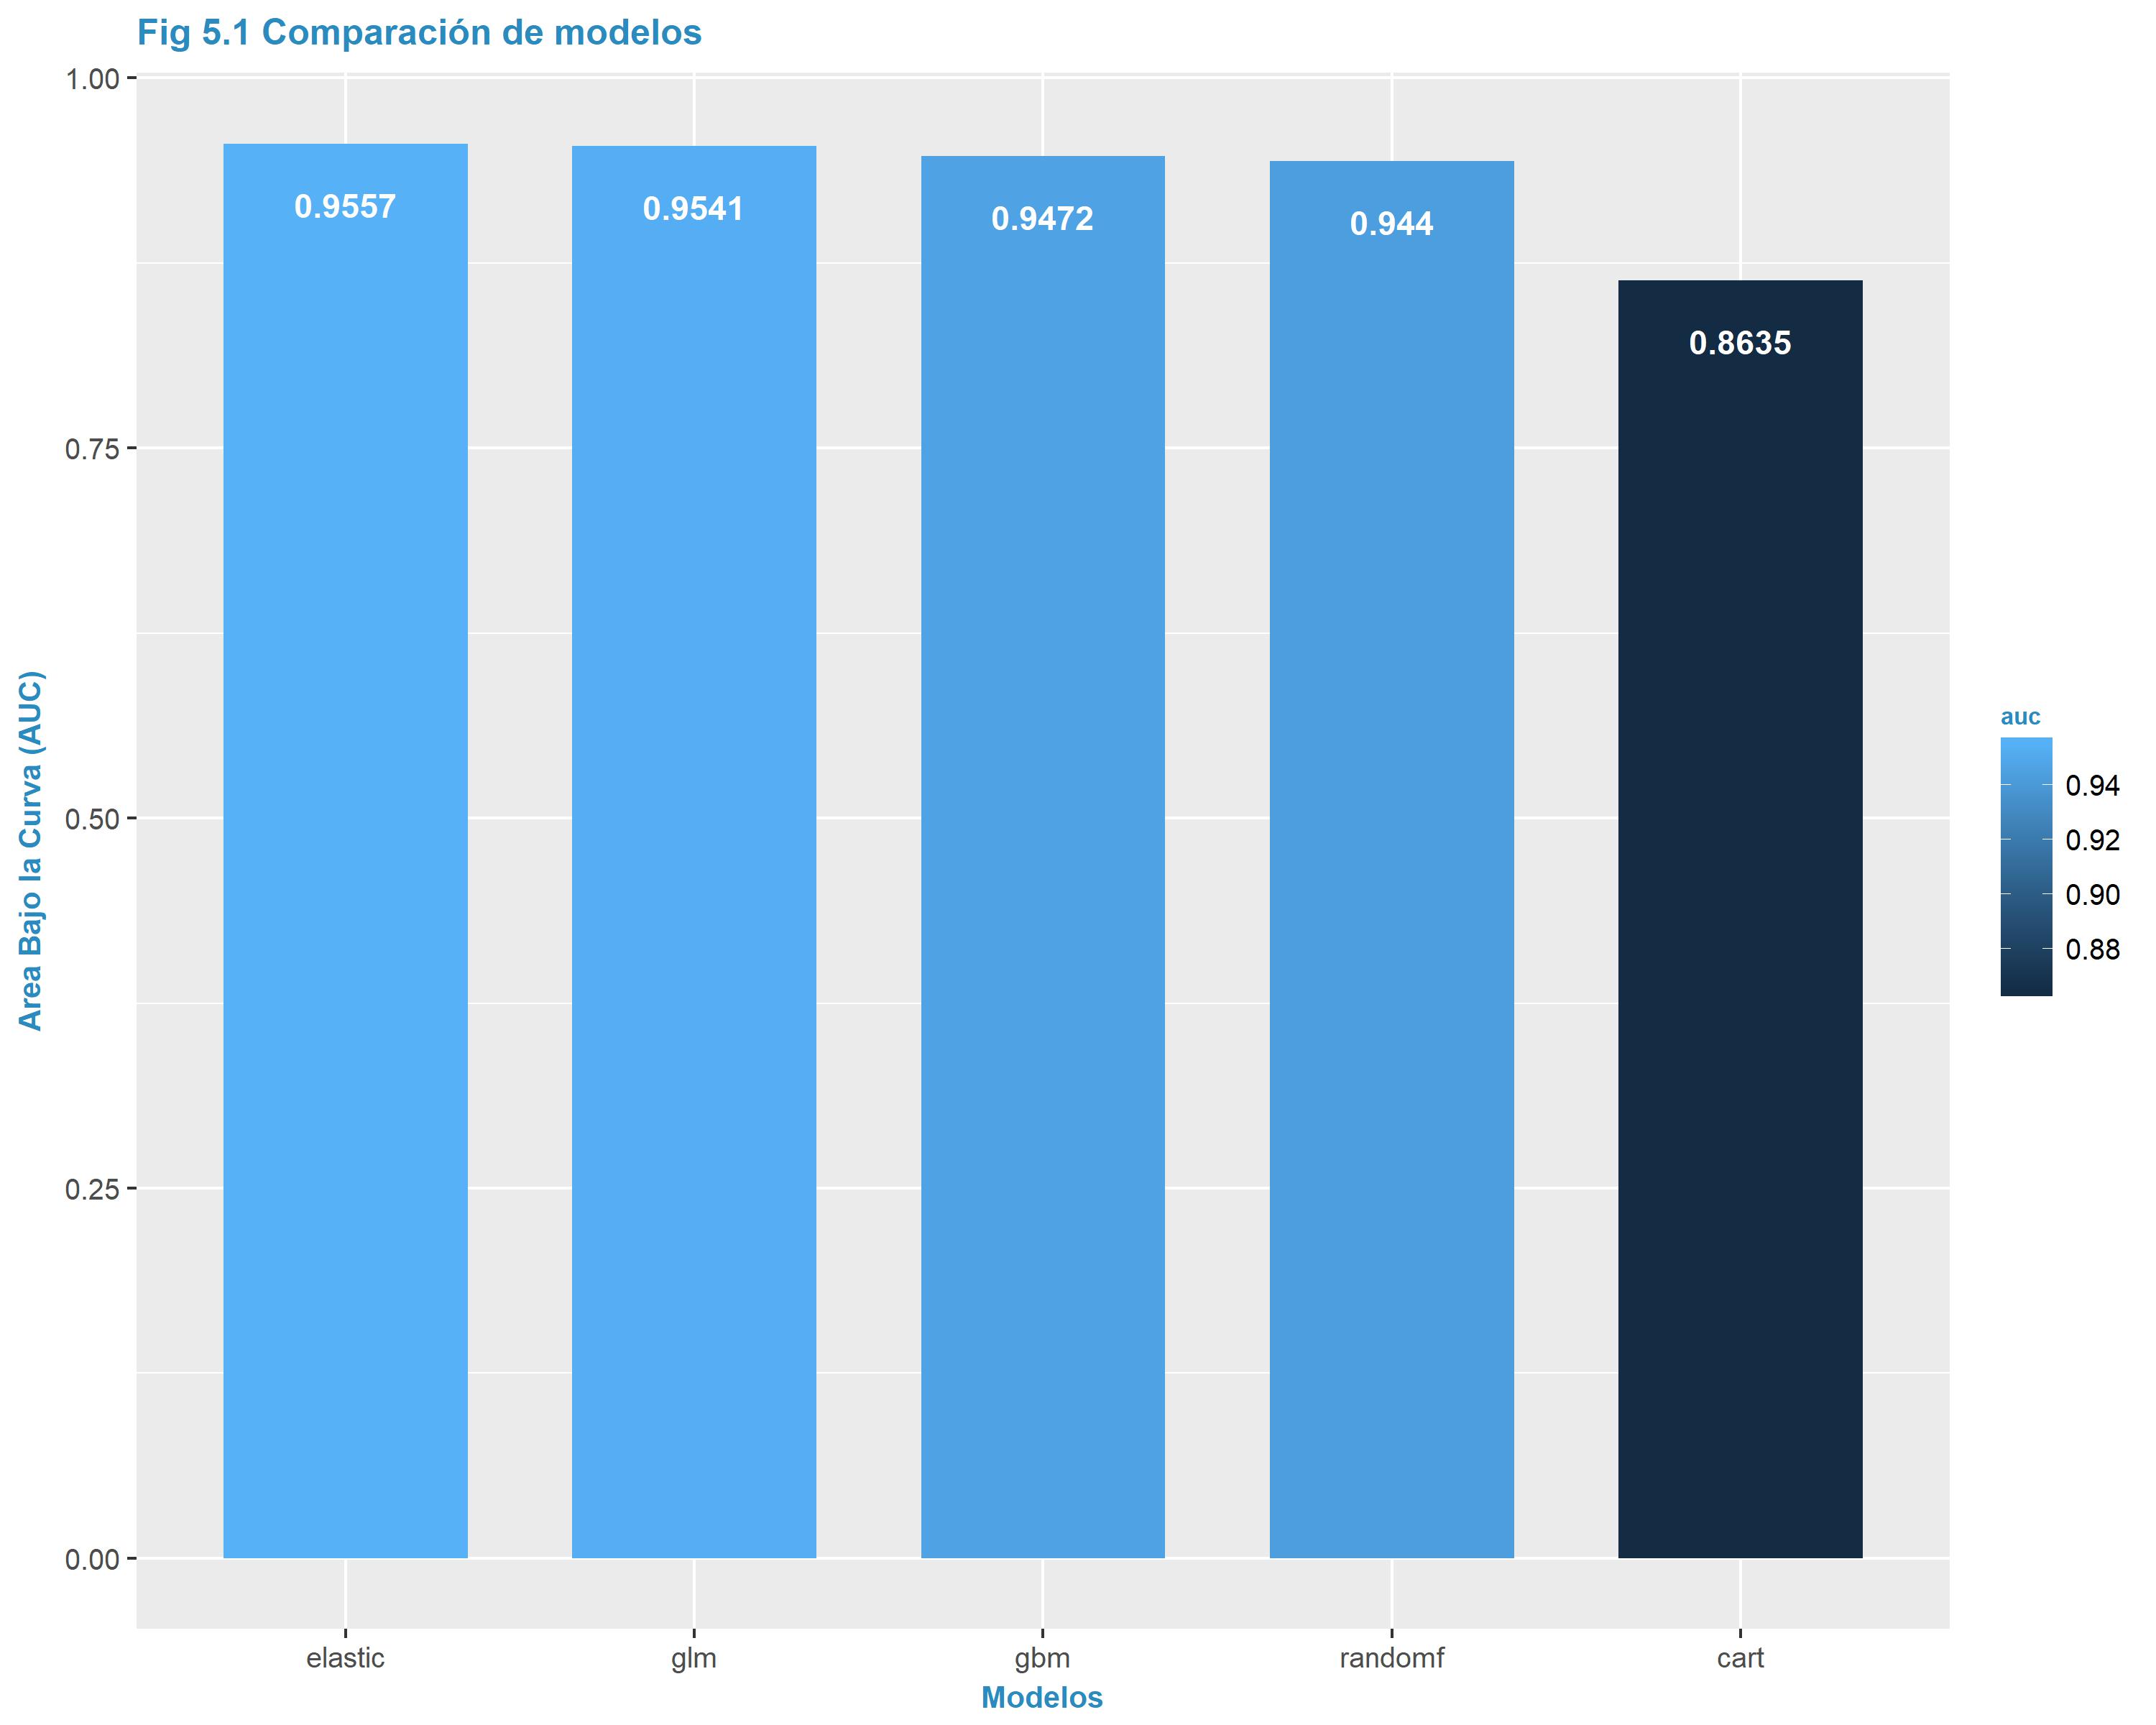 Fig 5.1 Comparación de modelos
1.00
0.75
0.50
0.25
0.00
Area Bajo la Curva (AUC)
0.9557
0.9541
0.9472
0.944
0.8635
elastic
glm
gbm
randomf
cart
Modelos
auc
0.94
0.92
0.90
0.88